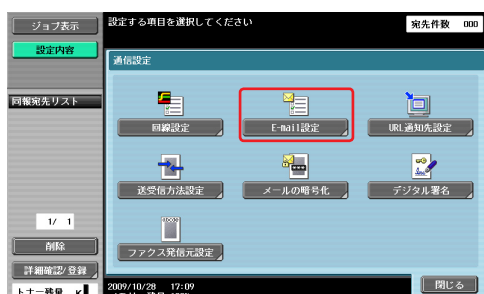 ジョブ表示
設定する項目を選択してください
宛先件数 000
設定内容
通信設定
同報宛先リスト
回線設定
E-mail設定
URL通知先設定
送受信方法設定
メールの暗号化
デジタル署名
1/ 1
削除
ファクス発信元設定
詳細確認/登録
閉じる
トナー残量 K
2009/10/28 17:09